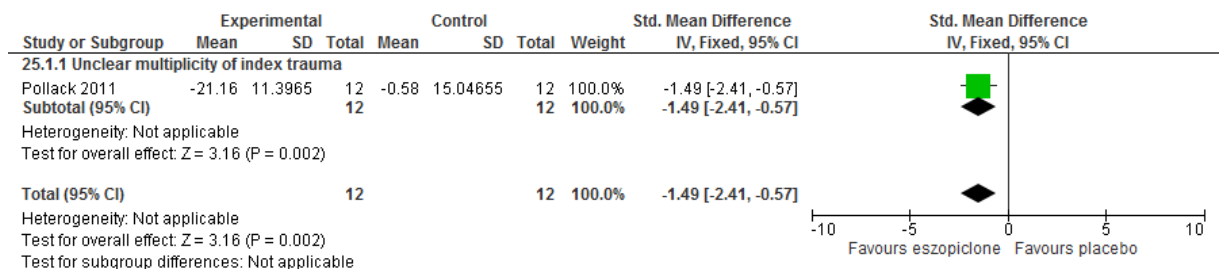 Experimental Control Std. Mean Difference Std. Mean Difference
Study or Subgroup Mean SD Total Mean SD Total Weight IV, Fixed, 95% CI IV, Fixed, 95% CI
25.1.1 Unclear multiplicity of index trauma
Pollack 2011 -21.16 11.3965 12 -0.58 15.04655 12 100.0% -1.49 [-2.41, -0.57]
Subtotal (95% CI) 12 12 100.0% -1.49 [-2.41, -0.57]
Heterogeneity: Not applicable
Test for overall effect: Z = 3.16 (P = 0.002)
Total (95% CI) 12 12 100.0% -1.49 [-2.41, -0.57]
Heterogeneity: Not applicable
Test for overall effect: Z = 3.16 (P = 0.002)
Test for subgroup differences: Not applicable
-10 -5 0 5 10
Favours eszopiclone Favours placebo